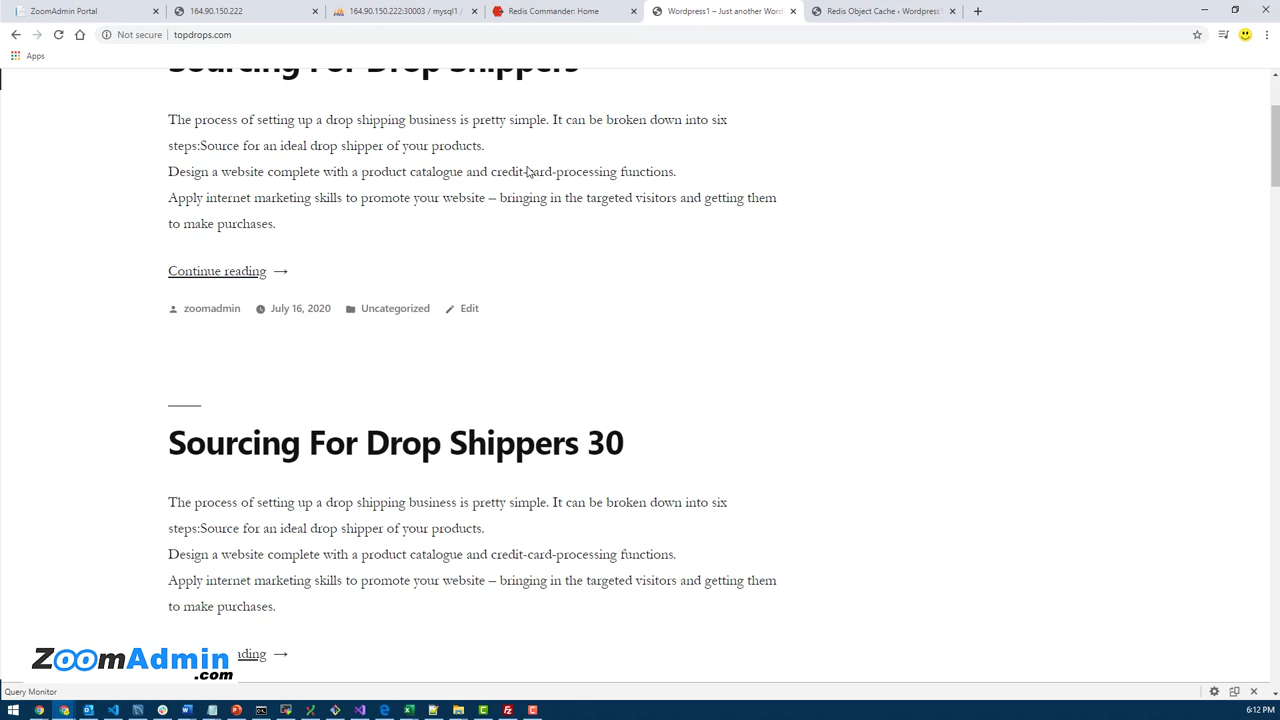 ZoomAdmin Portal
164.90.150.222
164.90.150.222:30003 / mysql1 /
Redis Commander: Home
Wordpress1 – Just another Word
Redis Object Cache ‹ Wordpress
Not secure
topdrops.com
Apps
Sourcing For Drop Shippers
The process of setting up a drop shipping business is pretty simple. It can be broken down into six
steps:Source for an ideal drop shipper of your products.
Design a website complete with a product catalogue and credit-card-processing functions.
Apply internet marketing skills to promote your website – bringing in the targeted visitors and getting them
to make purchases.
Continue reading →
zoomadmin July 16, 2020 Uncategorized Edit
Sourcing For Drop Shippers 30
The process of setting up a drop shipping business is pretty simple. It can be broken down into six
steps:Source for an ideal drop shipper of your products.
Design a website complete with a product catalogue and credit-card-processing functions.
Apply internet marketing skills to promote your website – bringing in the targeted visitors and getting them
to make purchases.
ading →
ZoomAdmin
.com
Query Monitor
6:12 PM